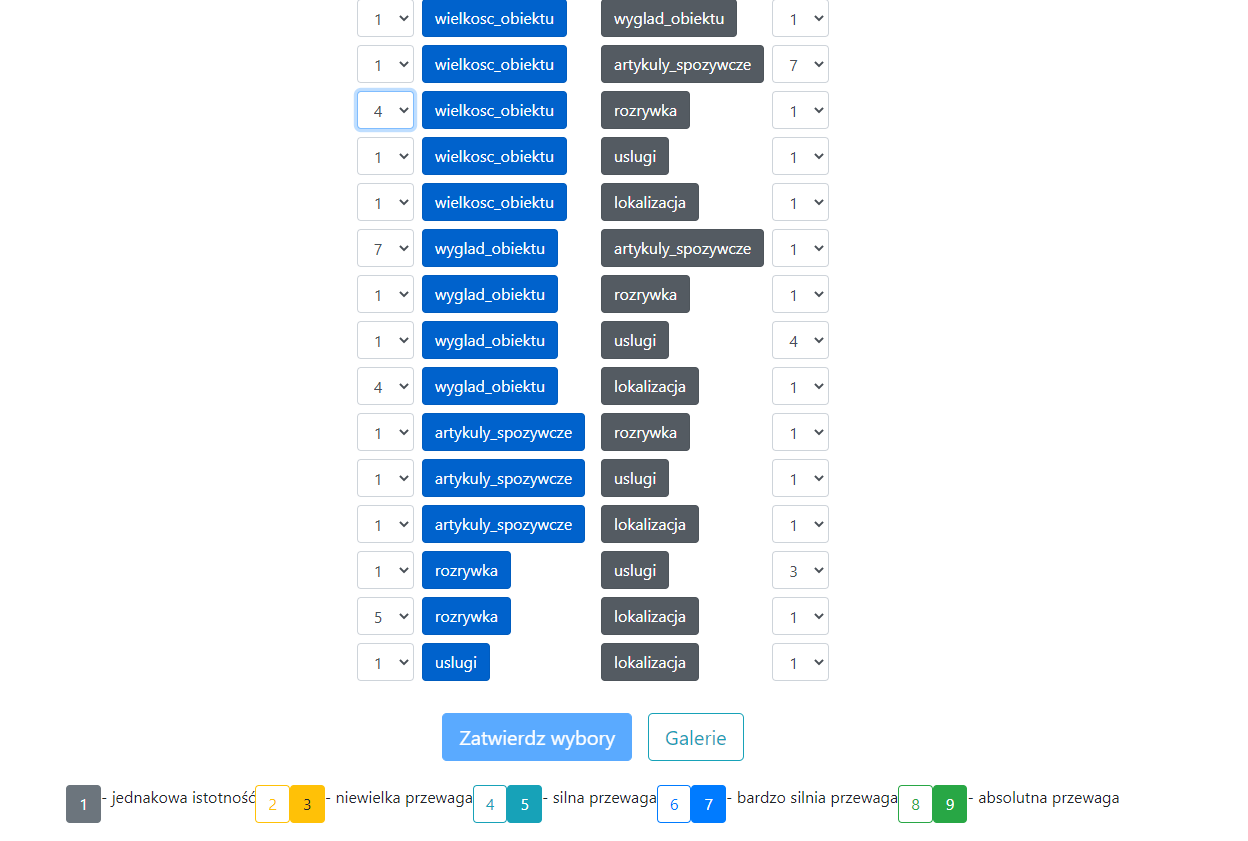 1 wielkosc_obiektu wyglad_obiektu 1
1 wielkosc_obiektu artykuly_spozywcze 7
4 wielkosc_obiektu rozrywka 1
1 wielkosc_obiektu uslugi 1
1 wielkosc_obiektu lokalizacja 1
7 wyglad_obiektu artykuly_spozywcze 1
1 wyglad_obiektu rozrywka 1
1 wyglad_obiektu uslugi 4
4 wyglad_obiektu lokalizacja 1
1 artykuly_spozywcze rozrywka 1
1 artykuly_spozywcze uslugi 1
1 artykuly_spozywcze lokalizacja 1
1 rozrywka uslugi 3
5 rozrywka lokalizacja 1
1 uslugi lokalizacja 1
Zatwierdz wybory Galerie
1 - jednakowa istotność 2 3 - niewielka przewaga 4 5 - silna przewaga 6 7 - bardzo silnia przewaga 8 9 - absolutna przewaga